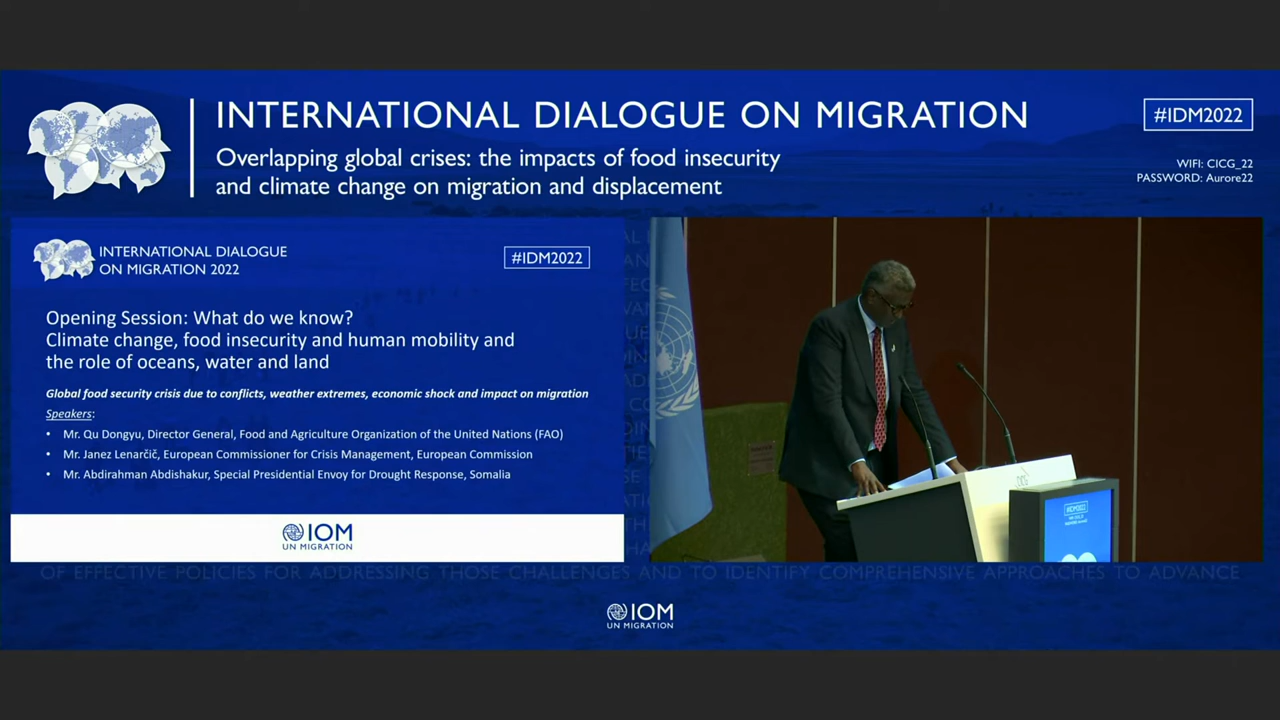 INTERNATIONAL DIALOGUE ON MIGRATION
Overlapping global crises: the impacts of food insecurity
and climate change on migration and displacement
#IDM2022
WIFI: CICG_22
PASSWORD: Aurore22
INTERNATIONAL DIALOGUE
ON MIGRATION 2022
#IDM2022
Opening Session: What do we know?
Climate change, food insecurity and human mobility and
the role of oceans, water and land
Global food security crisis due to conflicts, weather extremes, economic shock and impact on migration
Speakers:
• Mr. Qu Dongyu, Director General, Food and Agriculture Organization of the United Nations (FAO)
• Mr. Janez Lenarčič, European Commissioner for Crisis Management, European Commission
• Mr. Abdirahman Abdishakur, Special Presidential Envoy for Drought Response, Somalia
IOM
UN MIGRATION
#IDM2022
OF EFFECTIVE POLICIES FOR ADDRESSING THOSE CHALLENGES AND TO IDENTIFY COMPREHENSIVE APPROACHES TO ADVANCE
IOM
UN MIGRATION